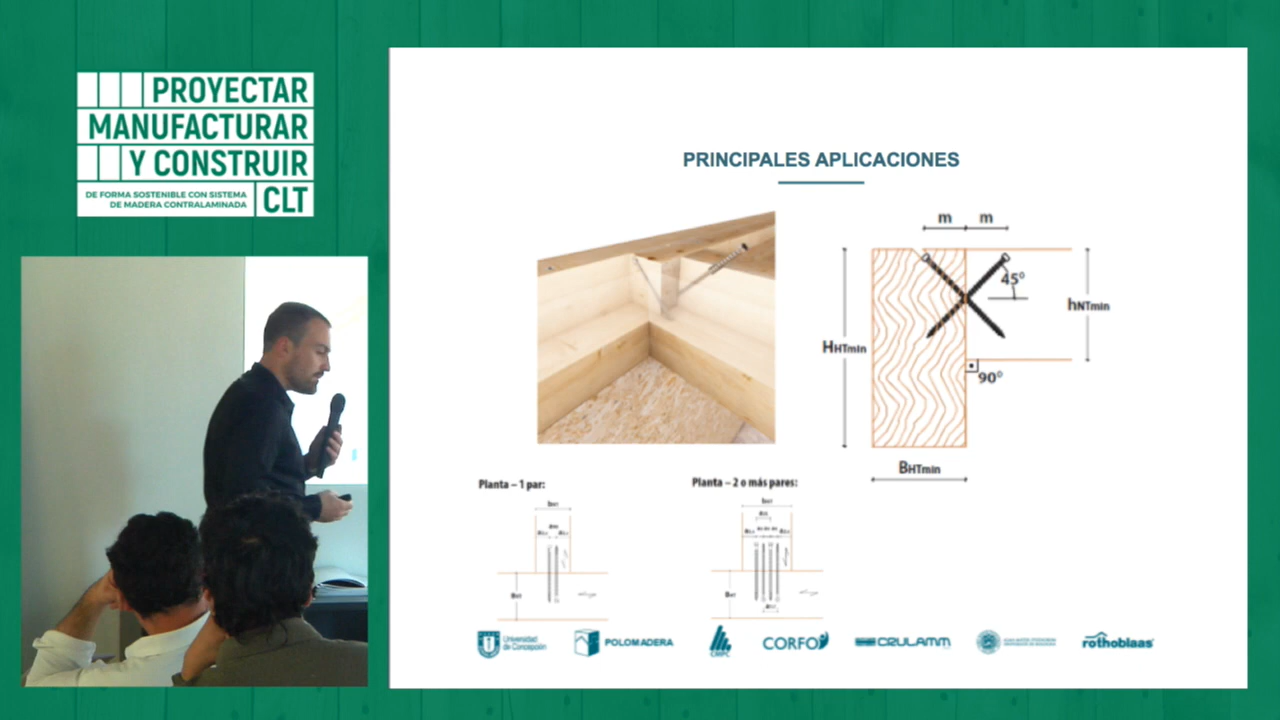 PROYECTAR
MANUFACTURAR
Y CONSTRUIR
DE FORMA SOSTENIBLE CON SISTEMA
DE MADERA CONTRALAMINADA
CLT
PRINCIPALES APLICACIONES
m m
45°
hNTmin
HHTmin
90°
BHTmin
Planta – 1 par:
Planta – 2 o más pares:
Universidad
de Concepción
POLOMADERA
CMPC
CORFO
CRULAMM
rothoblaas